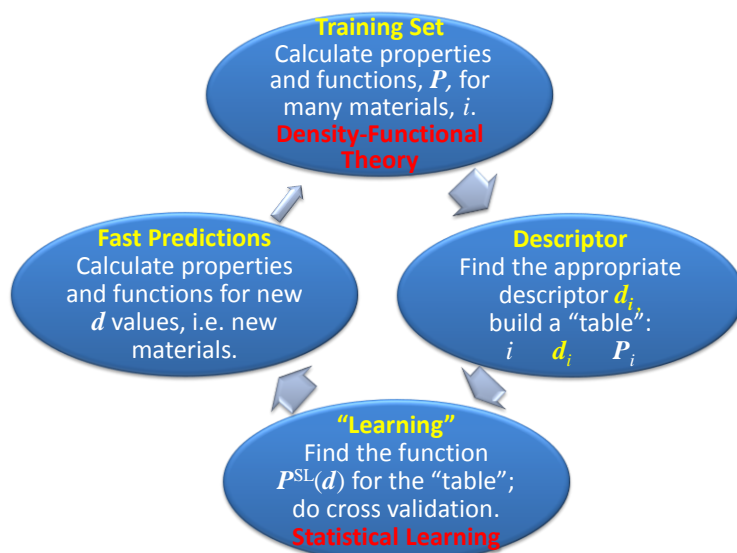 Training Set
Calculate properties
and functions, P, for
many materials, i.
Density-Functional
Theory
Fast Predictions
Calculate properties
and functions for new
d values, i.e. new
materials.
Descriptor
Find the appropriate
descriptor di,
build a “table”:
i di Pi
“Learning”
Find the function
PSL(d) for the “table”;
do cross validation.
Statistical Learning